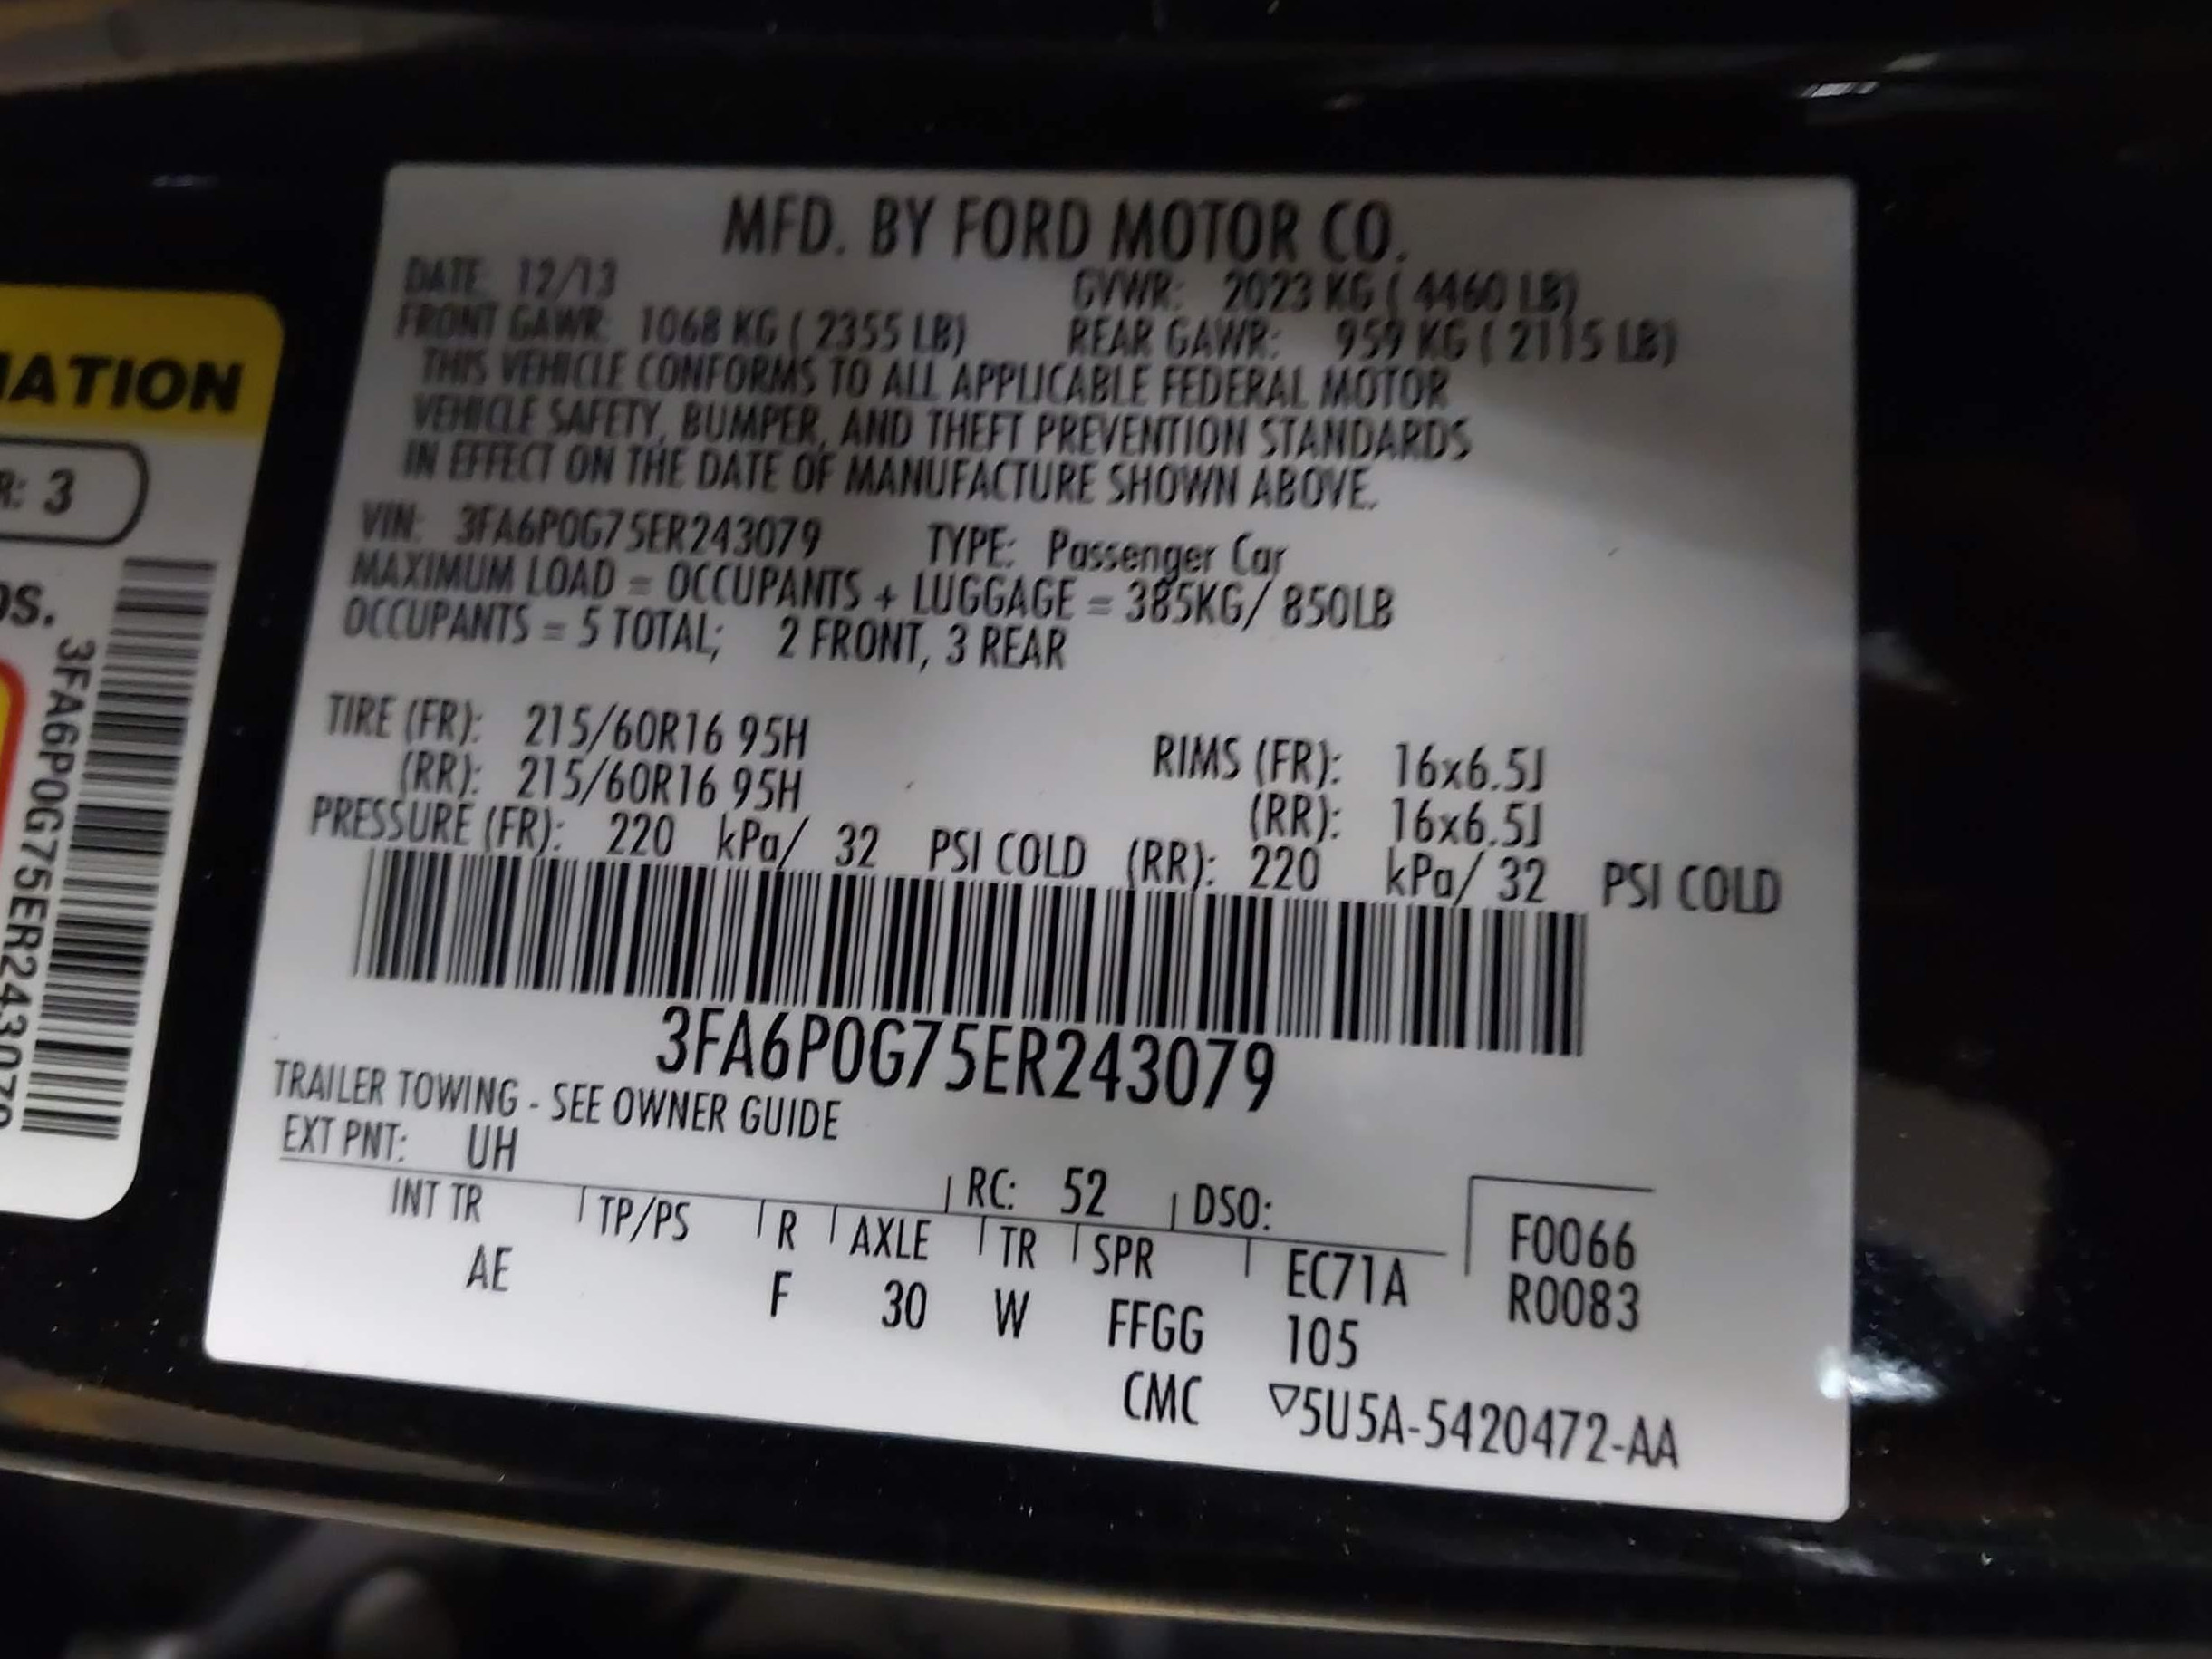 MFD. BY FORD MOTOR CO.
DATE: 12/13 GVWR: 2023 KG ( 4460 LB)
FRONT GAWR: 1068 KG ( 2355 LB) REAR GAWR: 959 KG ( 2115 LB)
THIS VEHICLE CONFORMS TO ALL APPLICABLE FEDERAL MOTOR
VEHICLE SAFETY, BUMPER, AND THEFT PREVENTION STANDARDS
IN EFFECT ON THE DATE OF MANUFACTURE SHOWN ABOVE.
VIN: 3FA6P0G75ER243079 TYPE: Passenger Car
MAXIMUM LOAD = OCCUPANTS + LUGGAGE = 385KG/ 850LB
OCCUPANTS = 5 TOTAL; 2 FRONT, 3 REAR
TIRE (FR): 215/60R16 95H RIMS (FR): 16x6.5J
(RR): 215/60R16 95H (RR): 16x6.5J
PRESSURE (FR): 220 kPa/ 32 PSI COLD (RR): 220 kPa/ 32 PSI COLD
3FA6P0G75ER243079
TRAILER TOWING - SEE OWNER GUIDE
EXT PNT: UH RC: 52 DSO:
INT TR TP/PS R AXLE TR SPR EC71A F0066
AE F 30 W FFGG 105 R0083
CMC ▽5U5A-5420472-AA
R: 3
3FA6P0G75ER243079